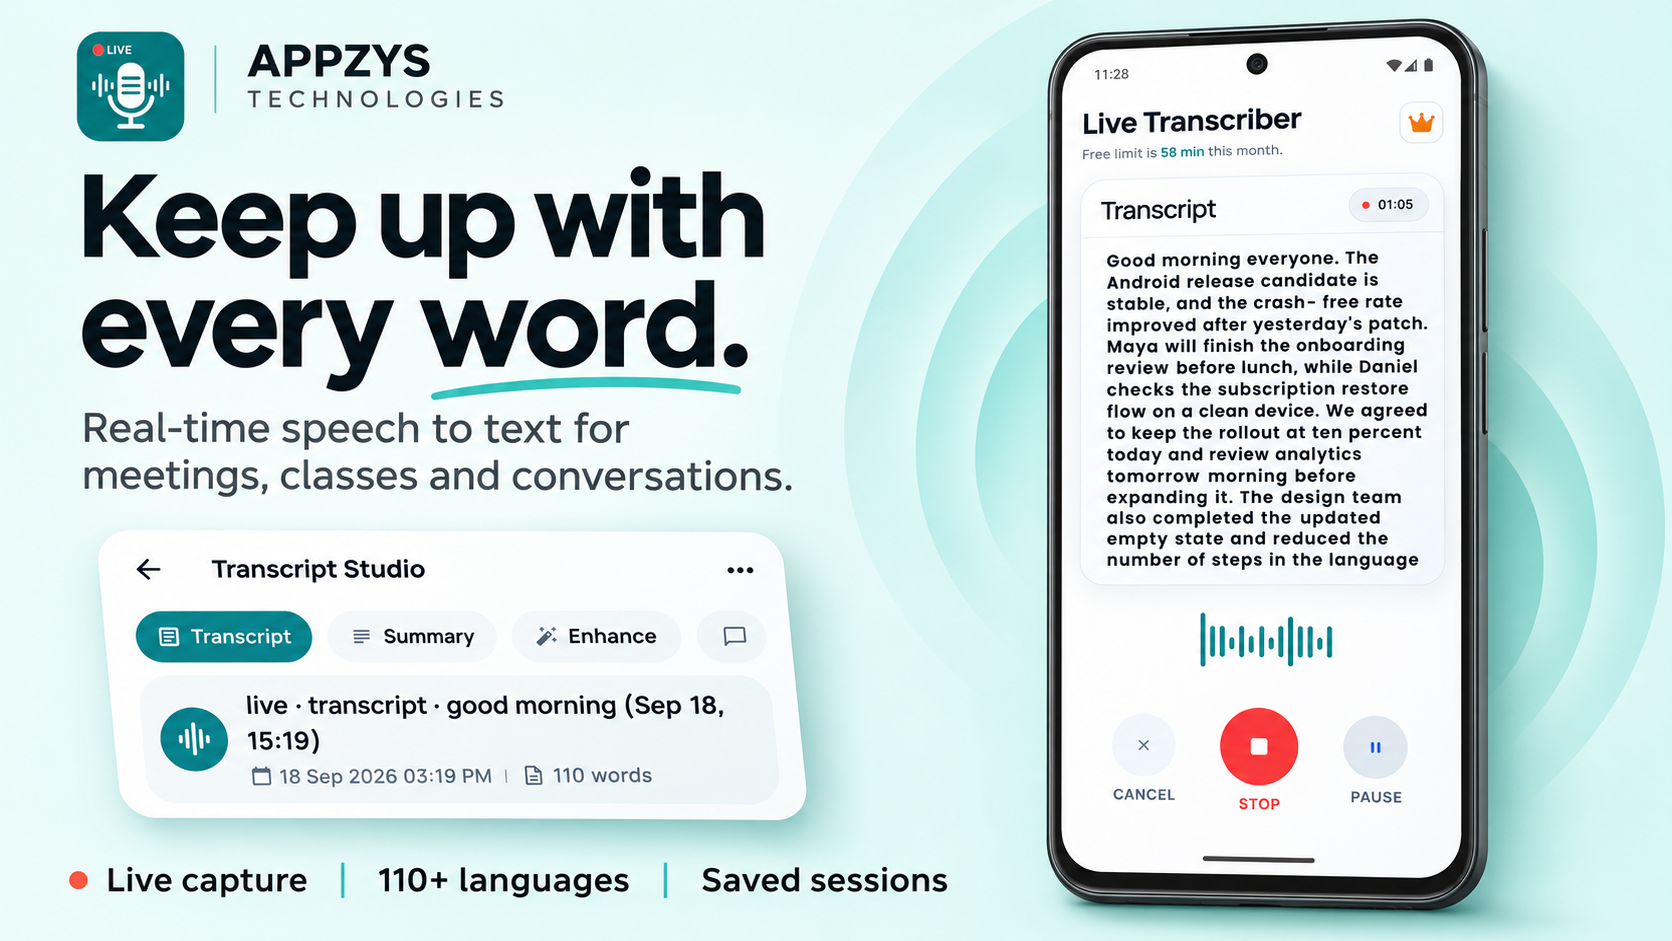 LIVE
APPZYS
TECHNOLOGIES
Keep up with
every word.
Real-time speech to text for
meetings, classes and conversations.
Transcript Studio
Transcript
Summary
Enhance
live · transcript · good morning (Sep 18,
15:19)
18 Sep 2026 03:19 PM
110 words
Live capture
110+ languages
Saved sessions
11:28
Live Transcriber
Free limit is 58 min this month.
Transcript
01:05
Good morning everyone. The
Android release candidate is
stable, and the crash- free rate
improved after yesterday's patch.
Maya will finish the onboarding
review before lunch, while Daniel
checks the subscription restore
flow on a clean device. We agreed
to keep the rollout at ten percent
today and review analytics
tomorrow morning before
expanding it. The design team
also completed the updated
empty state and reduced the
number of steps in the language
CANCEL
STOP
PAUSE